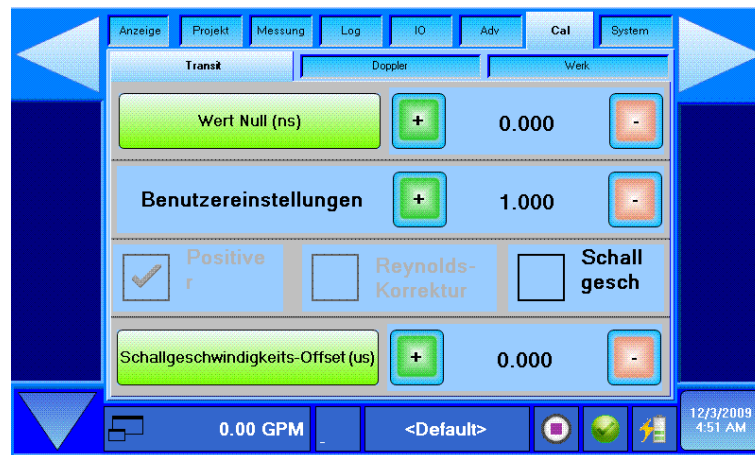 Anzeige Projekt Messung Log IO Adv Cal System
Transit Doppler Werk
Wert Null (ns) + 0.000 -
Benutzereinstellungen + 1.000 -
Positive
r
Reynolds-
Korrektur
Schall
gesch
Schallgeschwindigkeits-Offset (us) + 0.000 -
0.00 GPM _ <Default>
12/3/2009
4:51 AM